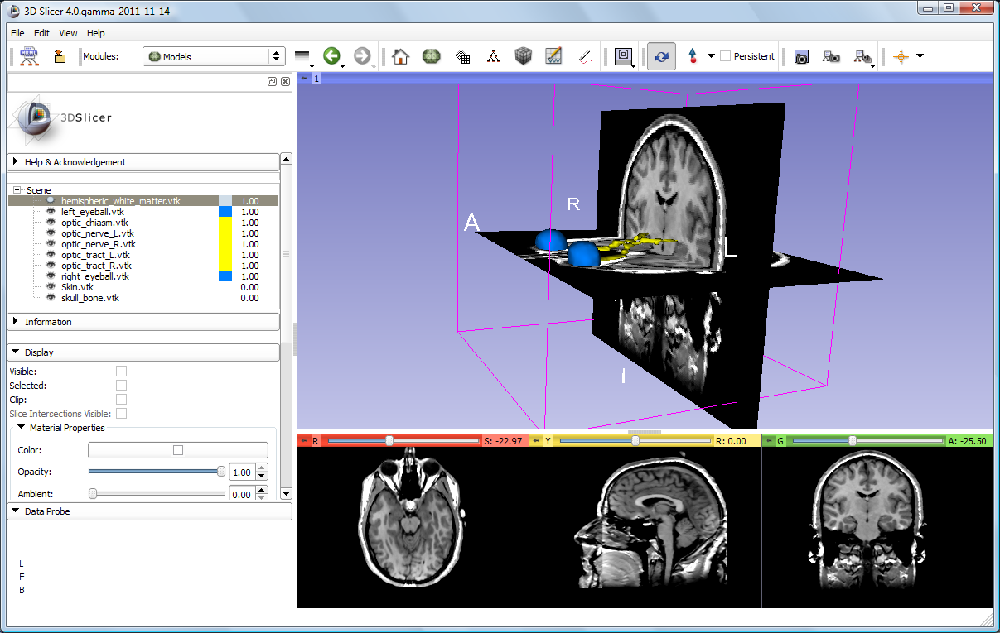 3D Slicer 4.0.gamma-2011-11-14
File Edit View Help
Modules: Models Persistent
1
3DSlicer
Help & Acknowledgement
Scene
hemispheric_white_matter.vtk 1.00
left_eyeball.vtk 1.00
optic_chiasm.vtk 1.00
optic_nerve_L.vtk 1.00
optic_nerve_R.vtk 1.00
optic_tract_L.vtk 1.00
optic_tract_R.vtk 1.00
right_eyeball.vtk 1.00
Skin.vtk 0.00
skull_bone.vtk 0.00
Information
Display
Visible:
Selected:
Clip:
Slice Intersections Visible:
Material Properties
Color:
Opacity: 1.00
Ambient: 0.00
Data Probe
L
F
B
R
A
L
I
R S: -22.97
Y R: 0.00
G A: -25.50